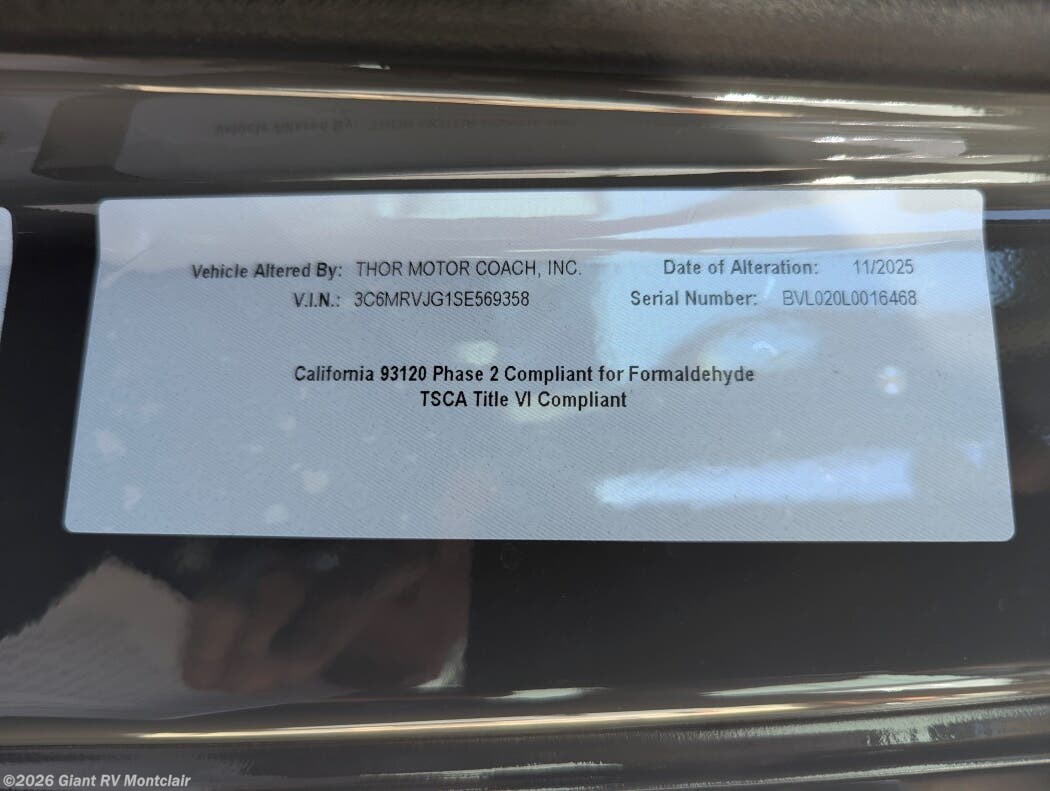 Vehicle Altered By: THOR MOTOR COACH, INC. Date of Alteration: 11/2025
V.I.N.: 3C6MRVJG1SE569358 Serial Number: BVL020L0016468
California 93120 Phase 2 Compliant for Formaldehyde
TSCA Title VI Compliant
©2026 Giant RV Montclair